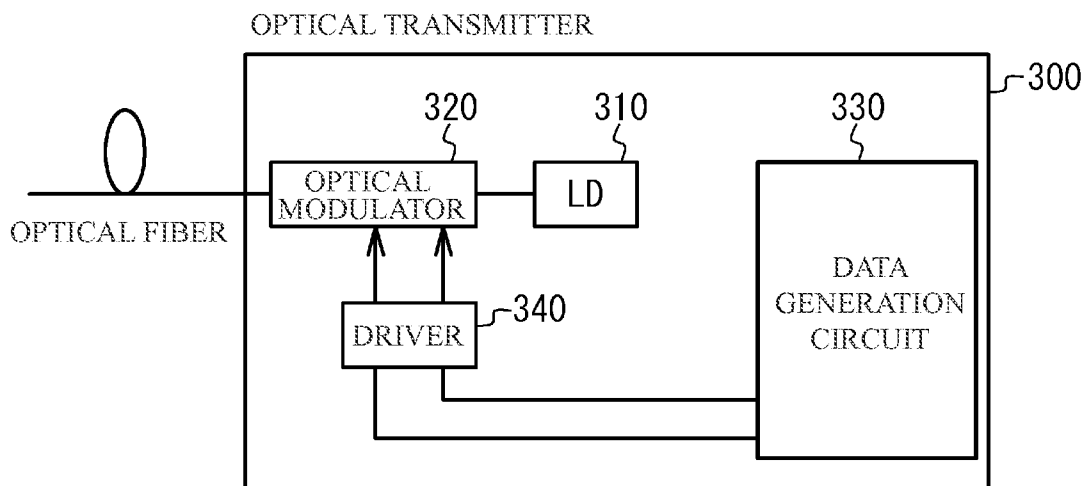 OPTICAL TRANSMITTER
300
320
310
330
OPTICAL
MODULATOR
LD
OPTICAL FIBER
DATA
GENERATION
CIRCUIT
340
DRIVER